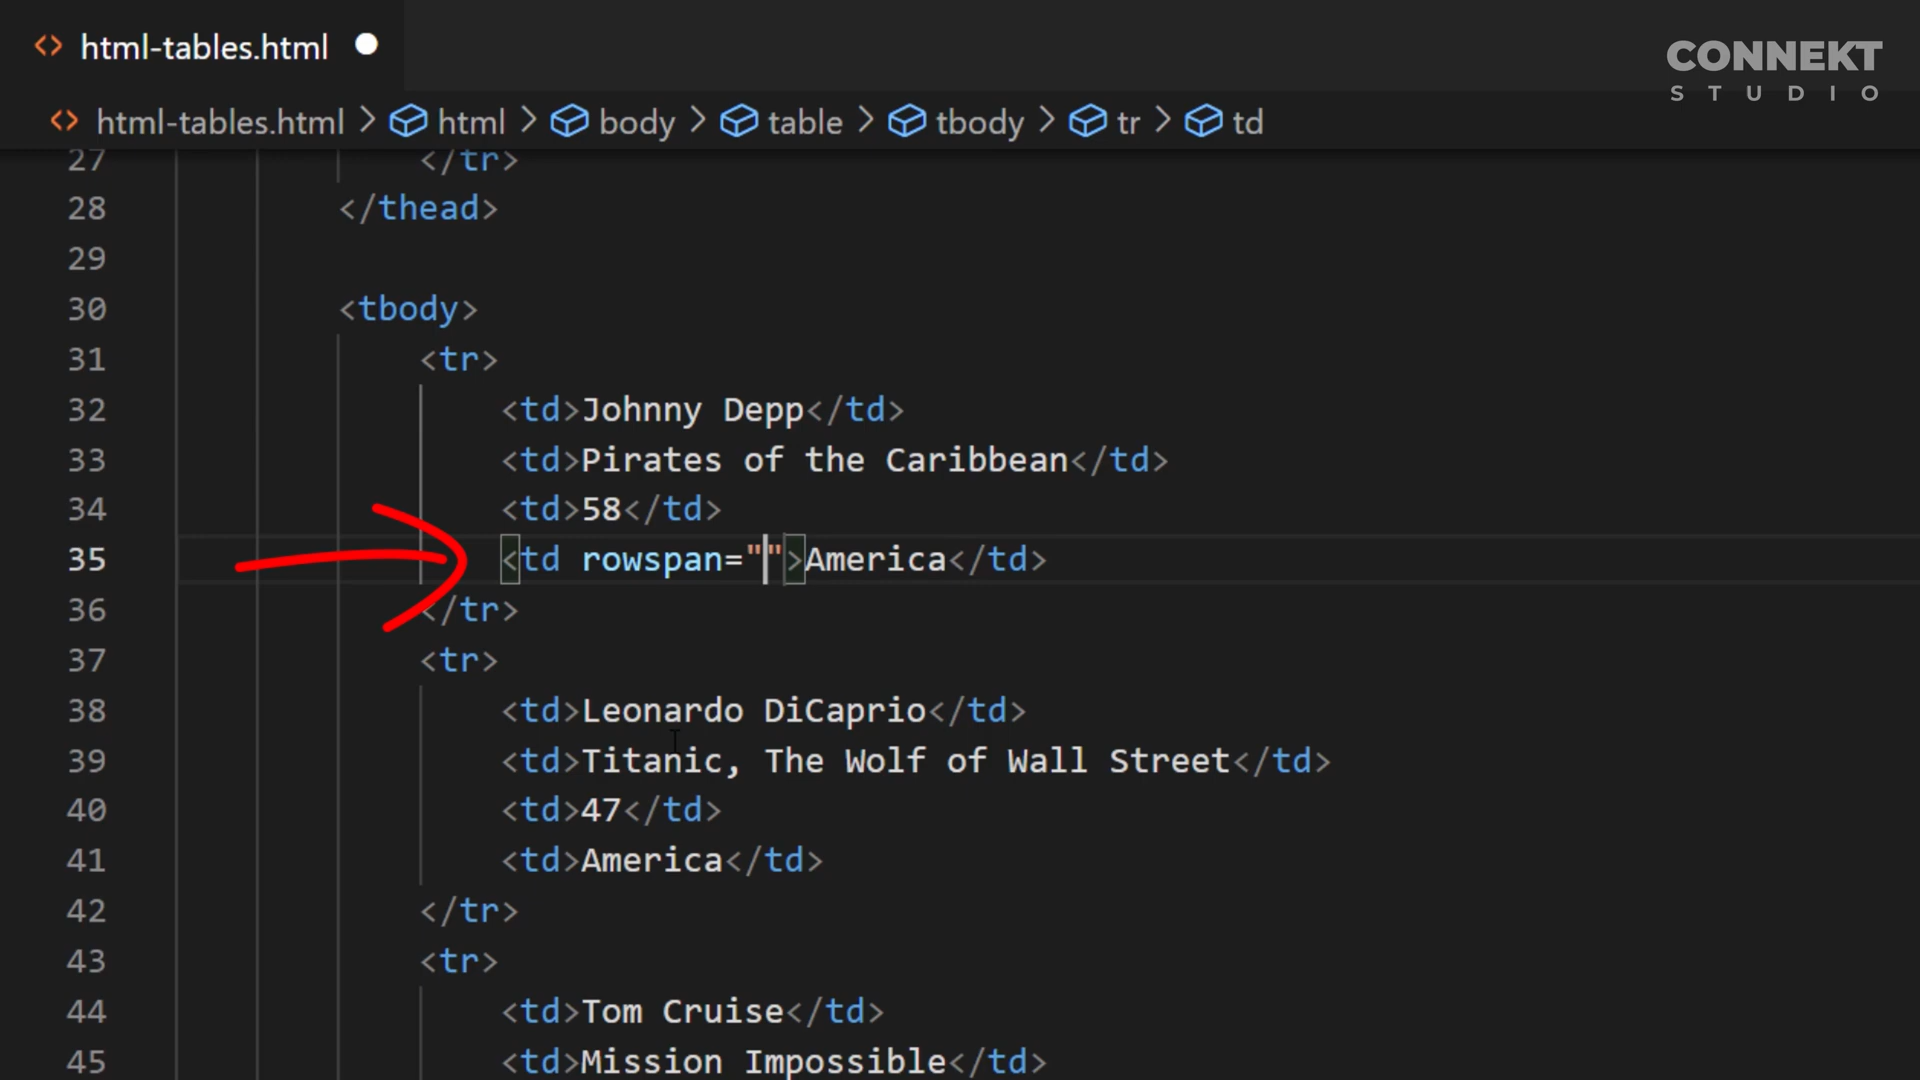 html-tables.html
CONNEKT
STUDIO
html-tables.html > html > body > table > tbody > tr > td
27 </tr>
28 </thead>
29
30 <tbody>
31 <tr>
32 <td>Johnny Depp</td>
33 <td>Pirates of the Caribbean</td>
34 <td>58</td>
35 <td rowspan="">America</td>
36 </tr>
37 <tr>
38 <td>Leonardo DiCaprio</td>
39 <td>Titanic, The Wolf of Wall Street</td>
40 <td>47</td>
41 <td>America</td>
42 </tr>
43 <tr>
44 <td>Tom Cruise</td>
45 <td>Mission Impossible</td>